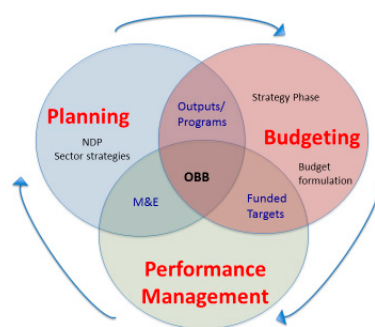 Planning
NDP
Sector strategies
Outputs/
Programs
Strategy Phase
Budgeting
Budget
formulation
OBB
M&E
Funded
Targets
Performance
Management